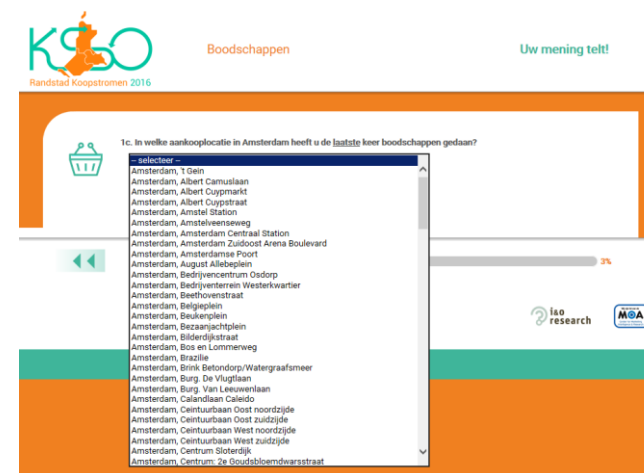 KSO
Randstad Koopstromen 2016
Boodschappen
Uw mening telt!
1c. In welke aankooplocatie in Amsterdam heeft u de laatste keer boodschappen gedaan?
-- selecteer --
Amsterdam, 't Gein
Amsterdam, Albert Camuslaan
Amsterdam, Albert Cuypmarkt
Amsterdam, Albert Cuypstraat
Amsterdam, Amstel Station
Amsterdam, Amstelveenseweg
Amsterdam, Amsterdam Centraal Station
Amsterdam, Amsterdam Zuidoost Arena Boulevard
Amsterdam, Amsterdamse Poort
Amsterdam, August Allebeplein
Amsterdam, Bedrijvencentrum Osdorp
Amsterdam, Bedrijventerrein Westerkwartier
Amsterdam, Beethovenstraat
Amsterdam, Belgieplein
Amsterdam, Beukenplein
Amsterdam, Bezaanjachtplein
Amsterdam, Bilderdijkstraat
Amsterdam, Bos en Lommerweg
Amsterdam, Brazilie
Amsterdam, Brink Betondorp/Watergraafsmeer
Amsterdam, Burg. De Vlugtlaan
Amsterdam, Burg. Van Leeuwenlaan
Amsterdam, Calandlaan Caleido
Amsterdam, Ceintuurbaan Oost noordzijde
Amsterdam, Ceintuurbaan Oost zuidzijde
Amsterdam, Ceintuurbaan West noordzijde
Amsterdam, Ceintuurbaan West zuidzijde
Amsterdam, Centrum Sloterdijk
Amsterdam, Centrum: 2e Goudsbloemdwarsstraat
3%
i&o
research
MOA